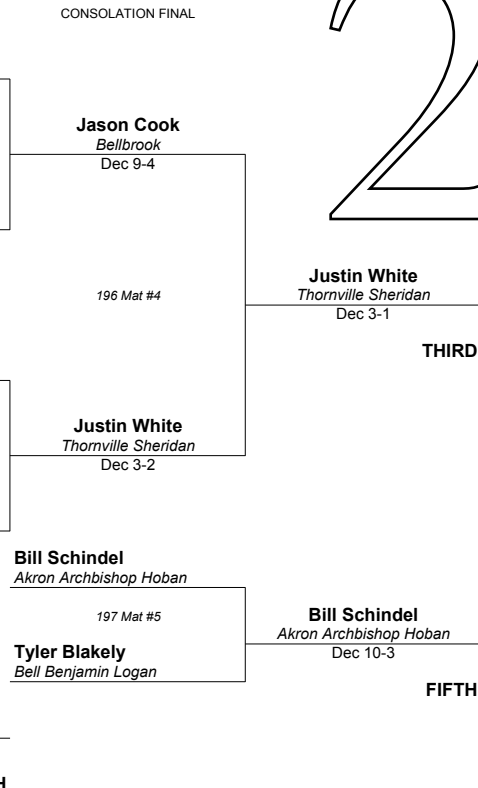 CONSOLATION FINAL
2
Jason Cook
Bellbrook
Dec 9-4
196 Mat #4
Justin White
Thornville Sheridan
Dec 3-1
THIRD
Justin White
Thornville Sheridan
Dec 3-2
Bill Schindel
Akron Archbishop Hoban
197 Mat #5
Bill Schindel
Akron Archbishop Hoban
Dec 10-3
Tyler Blakely
Bell Benjamin Logan
FIFTH
H